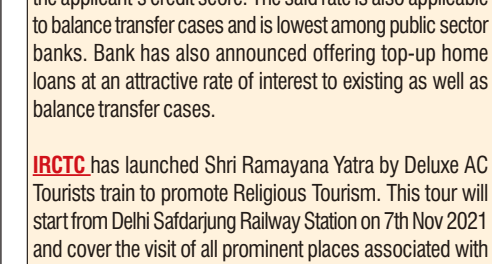 the applicant's credit score. The said rate is also applicable
to balance transfer cases and is lowest among public sector
banks. Bank has also announced offering top-up home
loans at an attractive rate of interest to existing as well as
balance transfer cases.
IRCTC has launched Shri Ramayana Yatra by Deluxe AC
Tourists train to promote Religious Tourism. This tour will
start from Delhi Safdarjung Railway Station on 7th Nov 2021
and cover the visit of all prominent places associated with